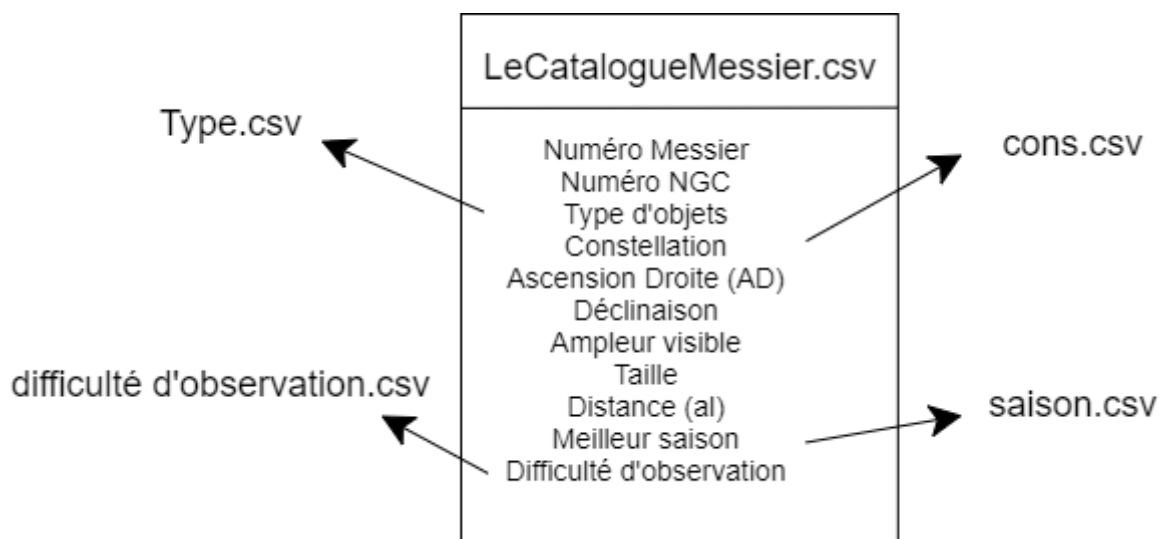 LeCatalogueMessier.csv
Type.csv
cons.csv
Numéro Messier
Numéro NGC
Type d'objets
Constellation
Ascension Droite (AD)
Déclinaison
Ampleur visible
Taille
Distance (al)
Meilleur saison
Difficulté d'observation
difficulté d'observation.csv
saison.csv